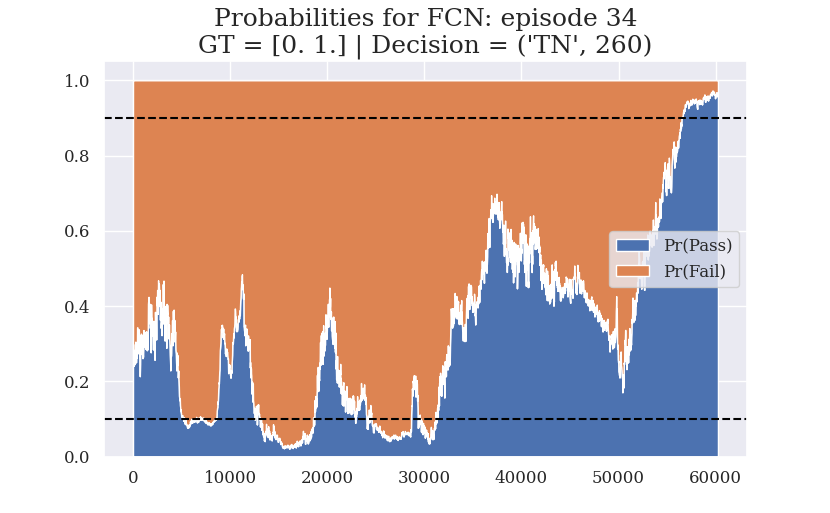 Probabilities for FCN: episode 34
GT = [0. 1.] | Decision = ('TN', 260)
1.0
0.8
0.6
0.4
0.2
0.0
Pr(Pass)
Pr(Fail)
0 10000 20000 30000 40000 50000 60000